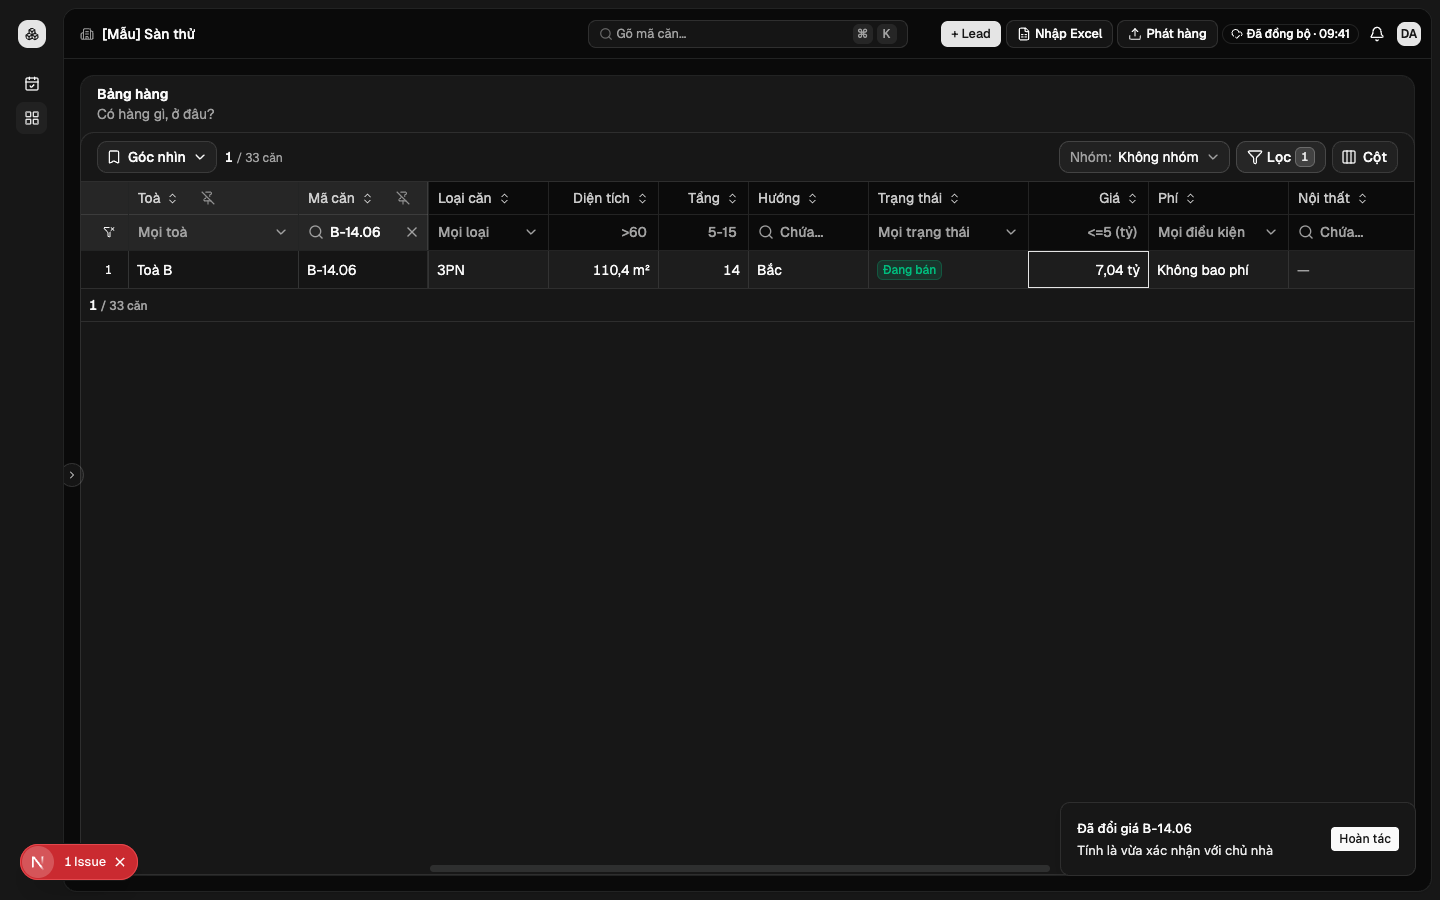 [Mẫu] Sàn thử
Gõ mã căn...
⌘ K
+ Lead
Nhập Excel
Phát hàng
Đã đồng bộ · 09:41
DA
Bảng hàng
Có hàng gì, ở đâu?
Góc nhìn
1 / 33 căn
Nhóm: Không nhóm
Lọc 1
Cột
Toà Mã căn Loại căn Diện tích Tầng Hướng Trạng thái Giá Phí Nội thất
Mọi toà B-14.06 Mọi loại >60 5-15 Chứa... Mọi trạng thái <=5 (tỷ) Mọi điều kiện Chứa...
1 Toà B B-14.06 3PN 110,4 m² 14 Bắc Đang bán 7,04 tỷ Không bao phí —
1 / 33 căn
Đã đổi giá B-14.06
Tính là vừa xác nhận với chủ nhà
Hoàn tác
N 1 Issue